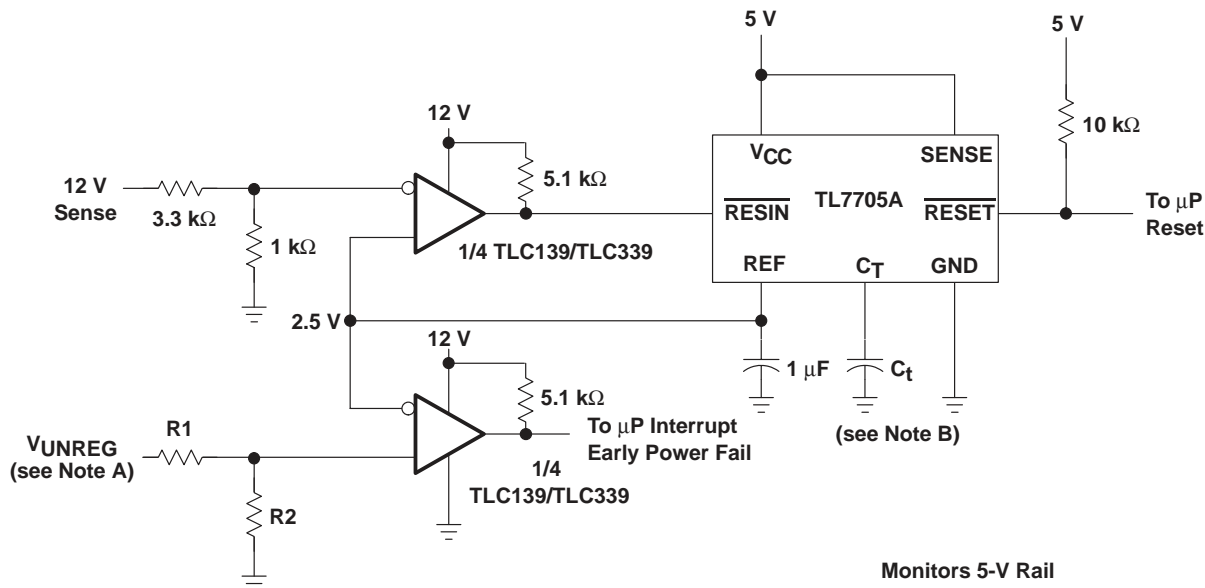 5 V
5 V
12 V
10 kΩ
5.1 kΩ
VCC
SENSE
12 V
Sense
3.3 kΩ
RESIN
TL7705A
RESET
To μP
Reset
1 kΩ
1/4 TLC139/TLC339
REF
CT
GND
2.5 V
12 V
1 μF
Ct
5.1 kΩ
(see Note B)
VUNREG
(see Note A)
R1
To μP Interrupt
Early Power Fail
1/4
TLC139/TLC339
R2
Monitors 5-V Rail